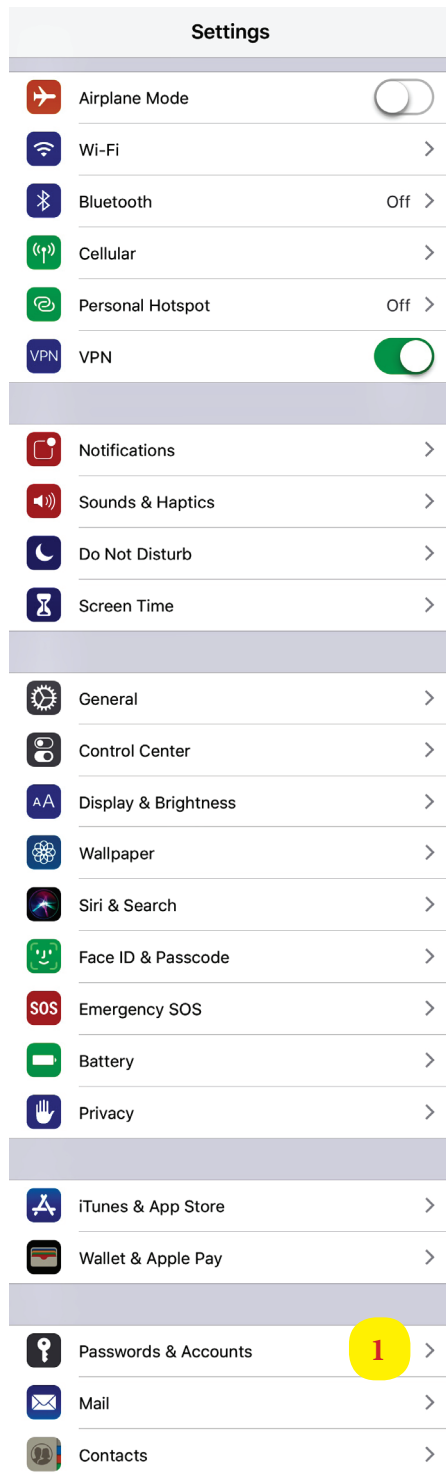 Settings
Airplane Mode
Wi-Fi
Bluetooth Off
Cellular
Personal Hotspot Off
VPN VPN
Notifications
Sounds & Haptics
Do Not Disturb
Screen Time
General
Control Center
AA Display & Brightness
Wallpaper
Siri & Search
Face ID & Passcode
SOS Emergency SOS
Battery
Privacy
iTunes & App Store
Wallet & Apple Pay
Passwords & Accounts 1
Mail
Contacts